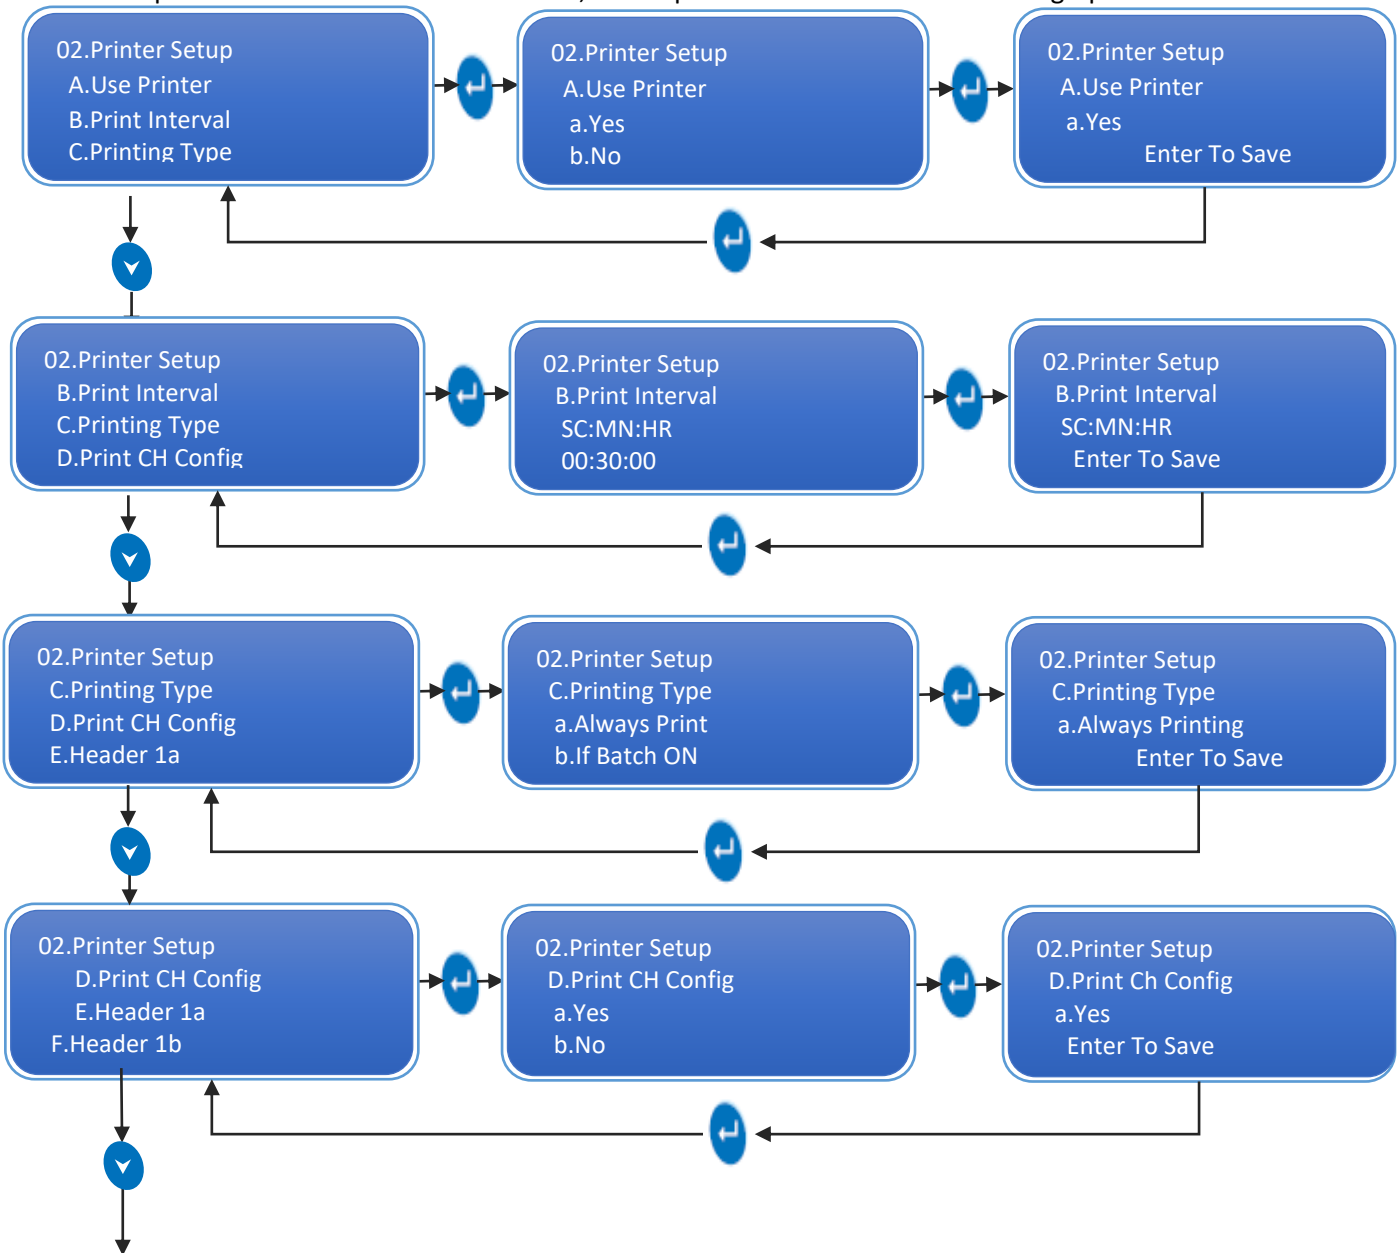 02.Printer Setup
A.Use Printer
B.Print Interval
C.Printing Type
02.Printer Setup
A.Use Printer
a.Yes
b.No
02.Printer Setup
A.Use Printer
a.Yes
Enter To Save
02.Printer Setup
B.Print Interval
C.Printing Type
D.Print CH Config
02.Printer Setup
B.Print Interval
SC:MN:HR
00:30:00
02.Printer Setup
B.Print Interval
SC:MN:HR
Enter To Save
02.Printer Setup
C.Printing Type
D.Print CH Config
E.Header 1a
02.Printer Setup
C.Printing Type
a.Always Print
b.If Batch ON
02.Printer Setup
C.Printing Type
a.Always Printing
Enter To Save
02.Printer Setup
D.Print CH Config
E.Header 1a
F.Header 1b
02.Printer Setup
D.Print CH Config
a.Yes
b.No
02.Printer Setup
D.Print Ch Config
a.Yes
Enter To Save